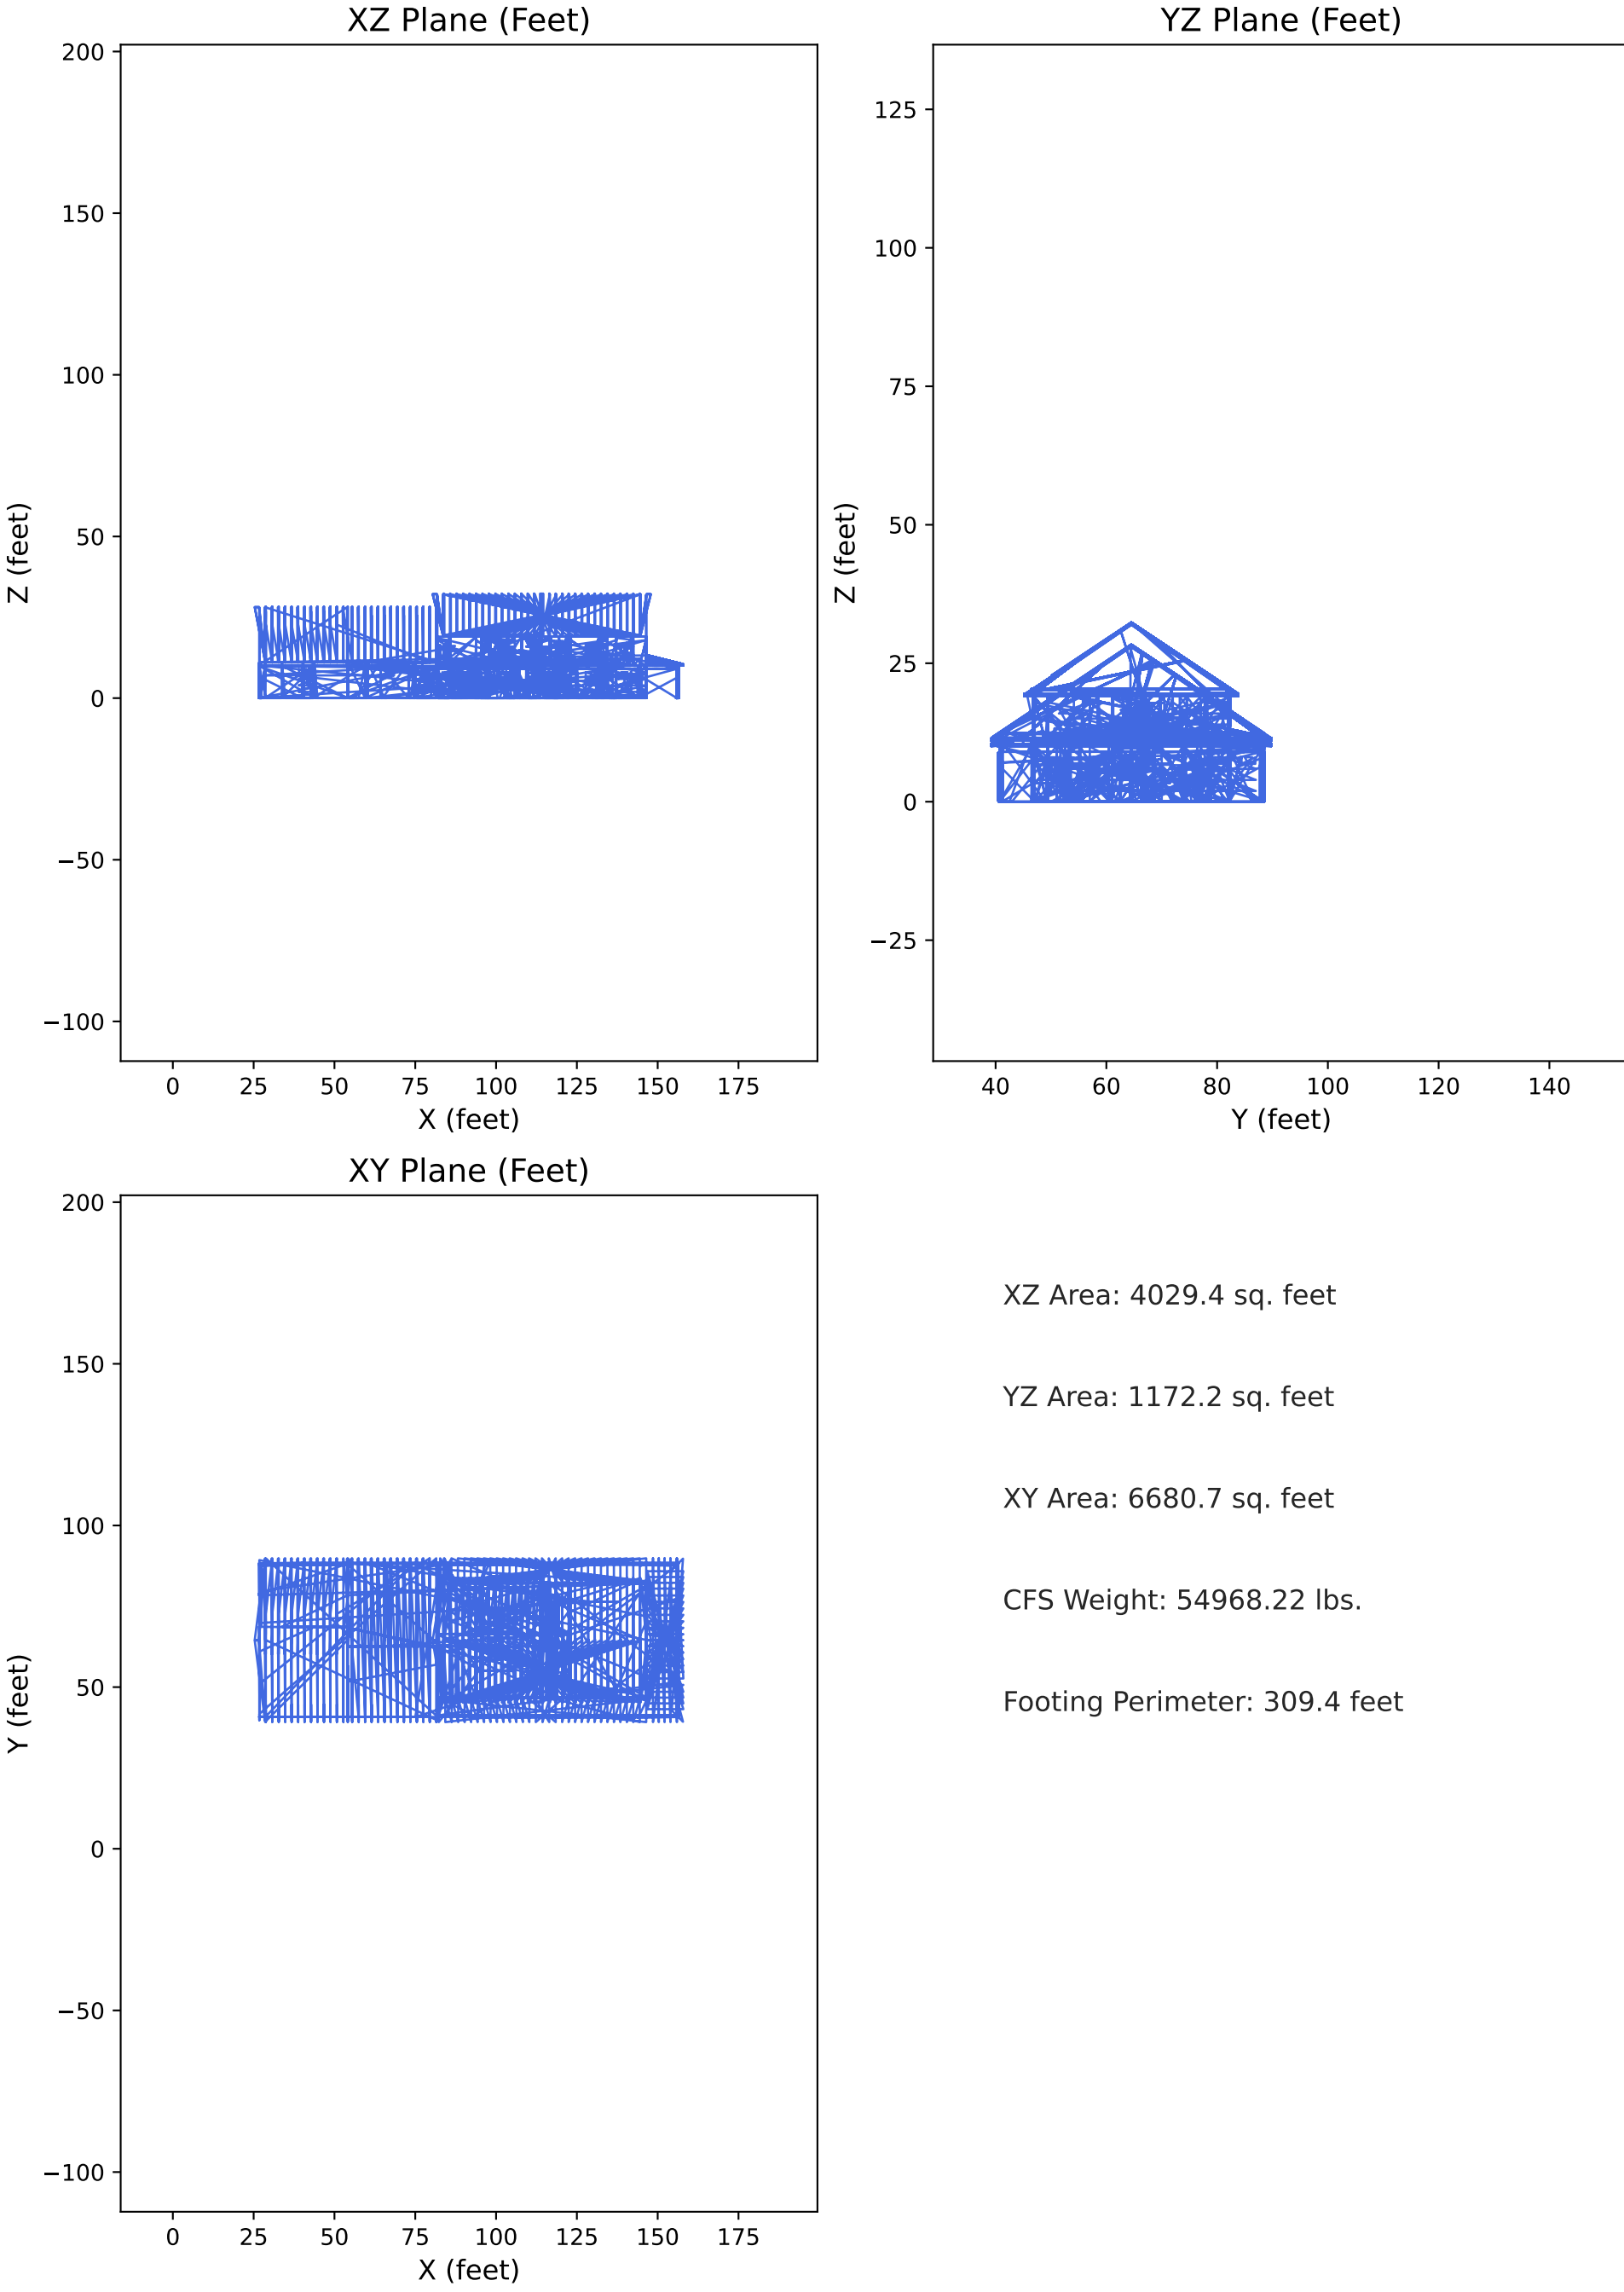 XZ Plane (Feet)
200
150
100
50
0
−50
−100
Z (feet)
0 25 50 75 100 125 150 175
X (feet)
YZ Plane (Feet)
125
100
75
50
25
0
−25
Z (feet)
40 60 80 100 120 140
Y (feet)
XY Plane (Feet)
200
150
100
50
0
−50
−100
Y (feet)
0 25 50 75 100 125 150 175
X (feet)
XZ Area: 4029.4 sq. feet
YZ Area: 1172.2 sq. feet
XY Area: 6680.7 sq. feet
CFS Weight: 54968.22 lbs.
Footing Perimeter: 309.4 feet